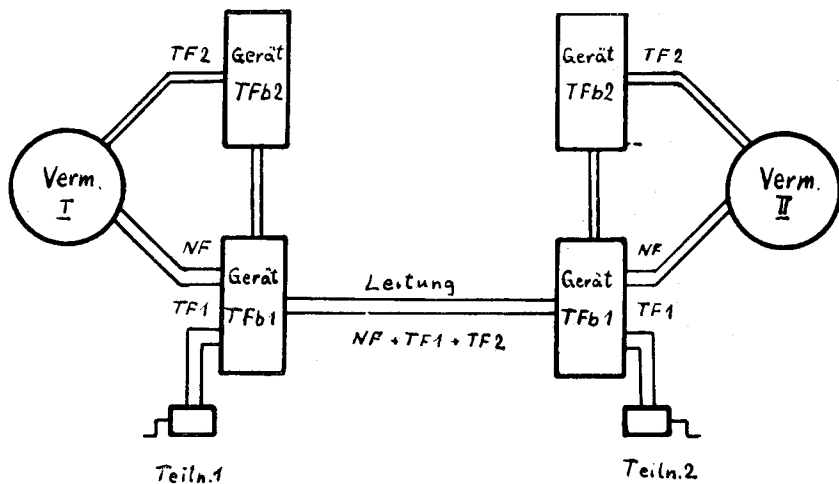 TF2
Gerät
TFb2
Gerät
TFb2
TF2
Verm.
I
Verm.
II
NF
Gerät
TFb1
TF1
Leitung
NF + TF1 + TF2
Gerät
TFb1
NF
TF1
Teiln.1
Teiln.2